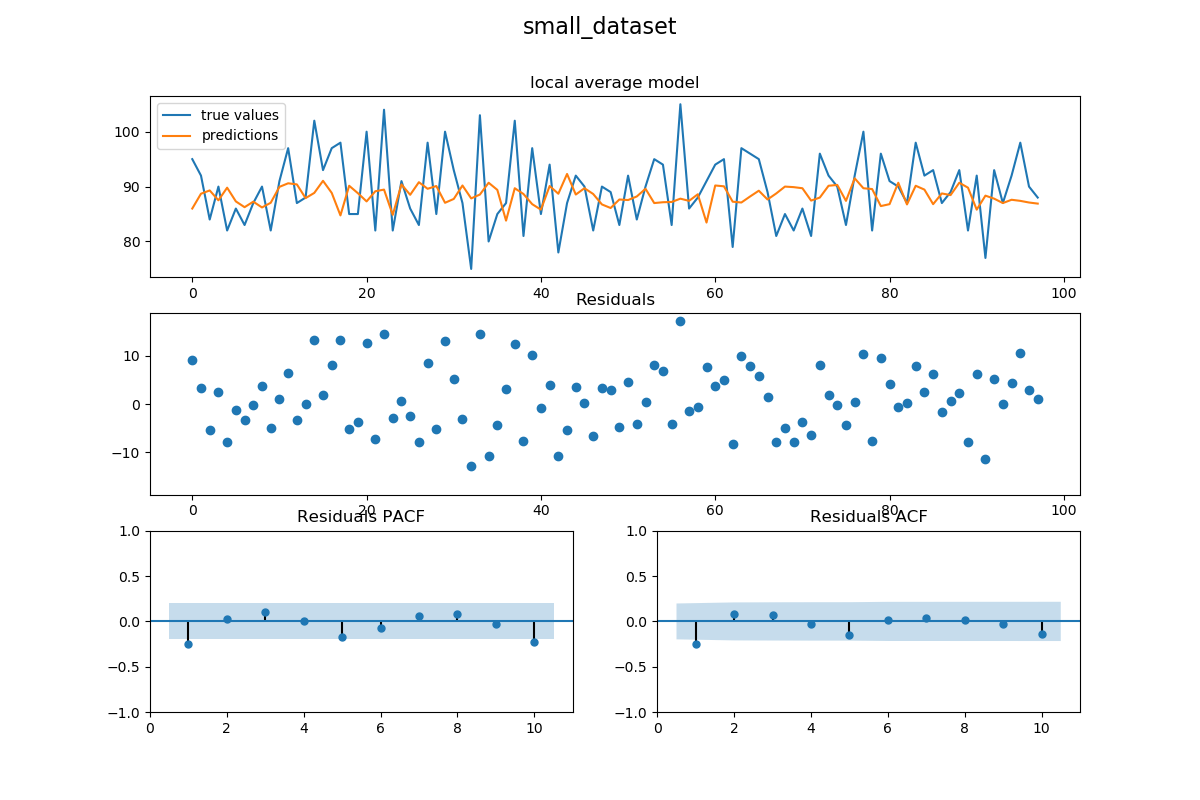 small_dataset
local average model
true values
predictions
100
90
80
0 20 40 60 80 100
Residuals
10
0
−10
0 20 40 60 80 100
Residuals PACF
1.0
0.5
0.0
−0.5
−1.0
0 2 4 6 8 10
Residuals ACF
1.0
0.5
0.0
−0.5
−1.0
0 2 4 6 8 10